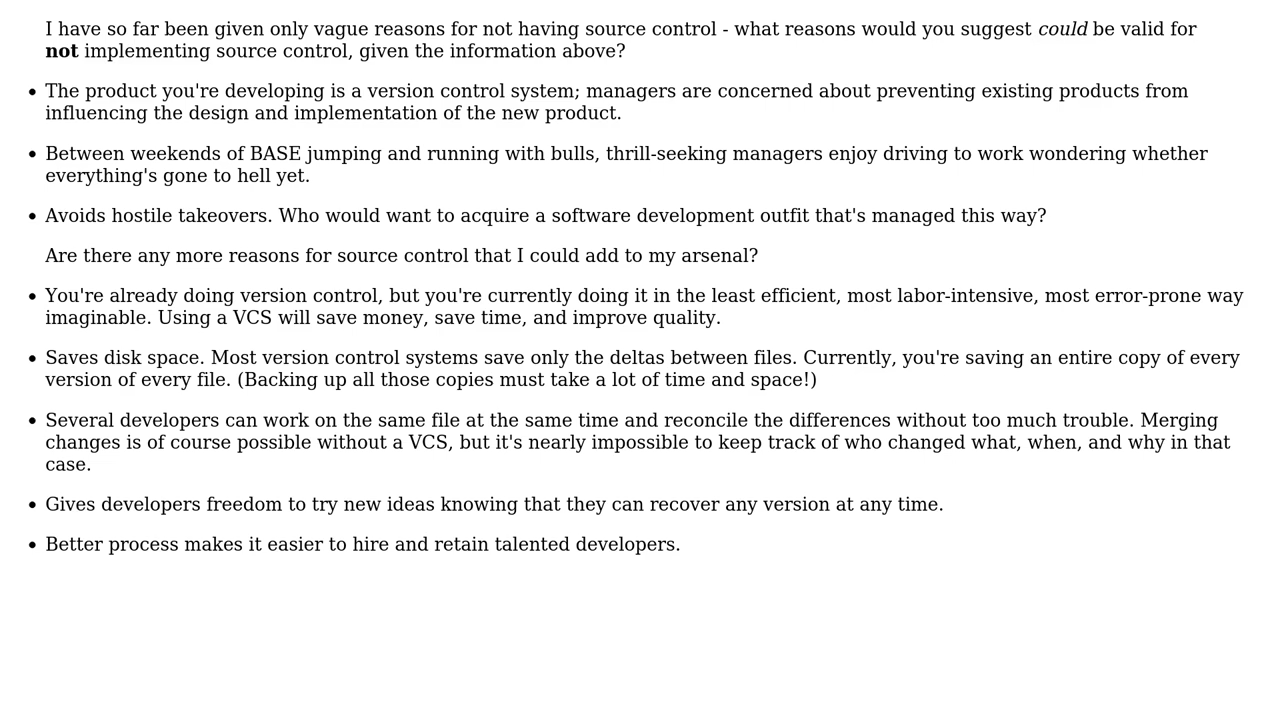 I have so far been given only vague reasons for not having source control - what reasons would you suggest could be valid for
not implementing source control, given the information above?
• The product you're developing is a version control system; managers are concerned about preventing existing products from
influencing the design and implementation of the new product.
• Between weekends of BASE jumping and running with bulls, thrill-seeking managers enjoy driving to work wondering whether
everything's gone to hell yet.
• Avoids hostile takeovers. Who would want to acquire a software development outfit that's managed this way?
Are there any more reasons for source control that I could add to my arsenal?
• You're already doing version control, but you're currently doing it in the least efficient, most labor-intensive, most error-prone way
imaginable. Using a VCS will save money, save time, and improve quality.
• Saves disk space. Most version control systems save only the deltas between files. Currently, you're saving an entire copy of every
version of every file. (Backing up all those copies must take a lot of time and space!)
• Several developers can work on the same file at the same time and reconcile the differences without too much trouble. Merging
changes is of course possible without a VCS, but it's nearly impossible to keep track of who changed what, when, and why in that
case.
• Gives developers freedom to try new ideas knowing that they can recover any version at any time.
• Better process makes it easier to hire and retain talented developers.